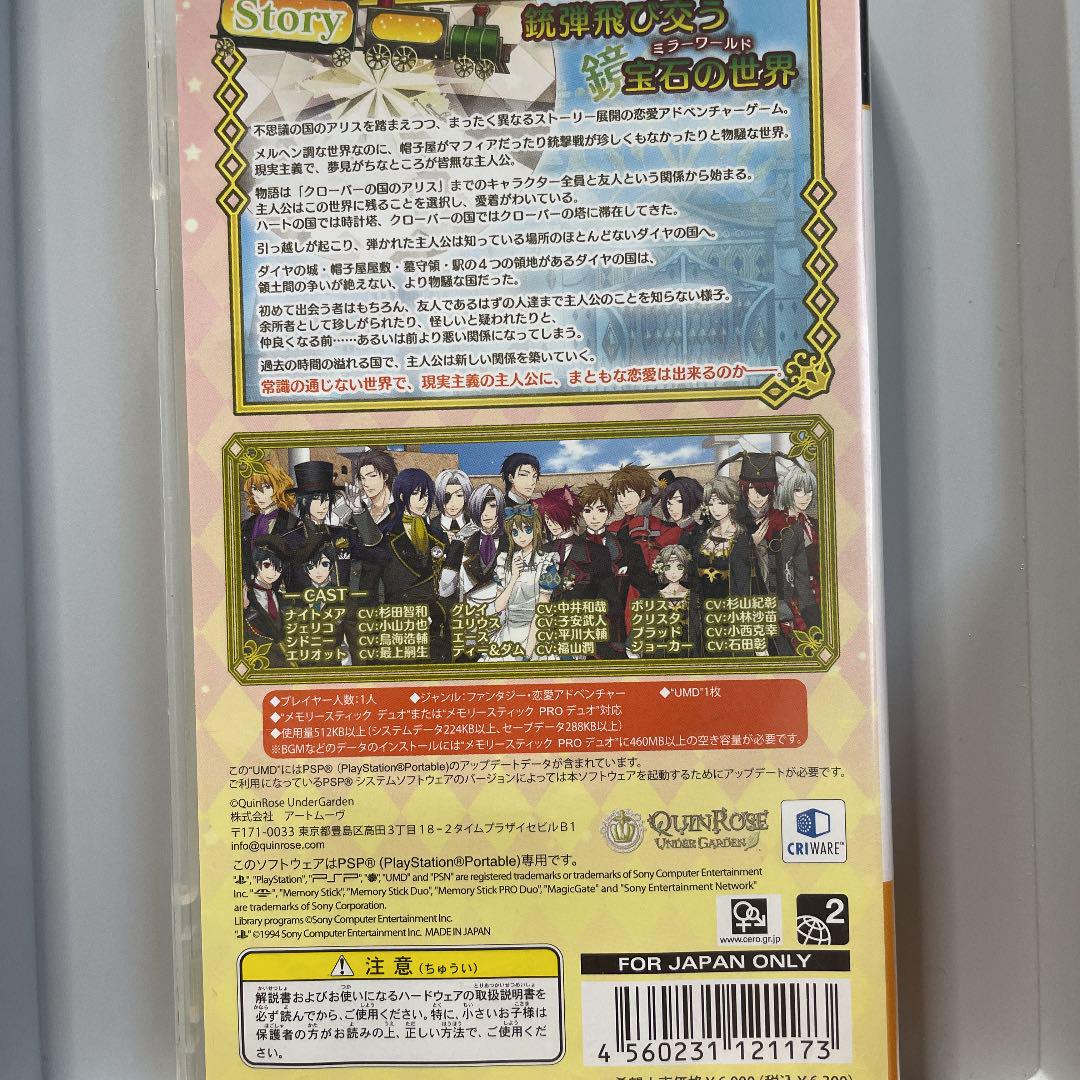 Story
銃弾飛び交う
ミラーワールド
鏡宝石の世界
不思議の国のアリスを踏まえつつ、まったく異なるストーリー展開の恋愛アドベンチャーゲーム。
メルヘン調な世界なのに、帽子屋がマフィアだったり銃撃戦が珍しくもなかったりと物騒な世界。
現実主義で、夢見がちなところが皆無な主人公。
物語は「クローバーの国のアリス」までのキャラクター全員と友人という関係から始まる。
主人公はこの世界に残ることを選択し、愛着がわいている。
ハートの国では時計塔、クローバーの国ではクローバーの塔に滞在してきた。
引っ越しが起こり、弾かれた主人公は知っている場所のほとんどないダイヤの国へ。
ダイヤの城・帽子屋屋敷・墓守領・駅の4つの領地があるダイヤの国は、
領土間の争いが絶えない、より物騒な国だった。
初めて出会う者はもちろん、友人であるはずの人達まで主人公のことを知らない様子。
余所者として珍しがられたり、怪しいと疑われたりと、
仲良くなる前……あるいは前より悪い関係になってしまう。
過去の時間の溢れる国で、主人公は新しい関係を築いていく。
常識の通じない世界で、現実主義の主人公に、まともな恋愛は出来るのか――。
— CAST —
ナイトメア CV:杉田智和 グレイ CV:中井和哉 ボリス CV:杉山紀彰
ジェリコ CV:小山力也 ユリウス CV:子安武人 クリスタ CV:小林沙苗
シドニー CV:鳥海浩輔 エース CV:平川大輔 ブラッド CV:小西克幸
エリオット CV:最上嗣生 ディー&ダム CV:福山潤 ジョーカー CV:石田彰
◆プレイヤー人数:1人 ◆ジャンル:ファンタジー・恋愛アドベンチャー ◆“UMD”1枚
◆“メモリースティック デュオ”または“メモリースティック PRO デュオ”対応
◆使用量512KB以上(システムデータ224KB以上、セーブデータ288KB以上)
※BGMなどのデータのインストールには“メモリースティック PRO デュオ”に460MB以上の空き容量が必要です。
この“UMD”にはPSP®(PlayStation®Portable)のアップデートデータが含まれています。
ご利用になっているPSP®システムソフトウェアのバージョンによっては本ソフトウェアを起動するためにアップデートが必要です。
©QuinRose UnderGarden
株式会社 アートムーヴ
〒171-0033 東京都豊島区高田3丁目18-2タイムプラザイセビルB1
info@quinrose.com
QUINROSE
UNDER GARDEN
CRIWARE™
このソフトウェアはPSP®(PlayStation®Portable)専用です。
“ ”, “PlayStation”, “PSP”, “ ”, “UMD” and “PSN” are registered trademarks or trademarks of Sony Computer Entertainment
Inc. “ ”, “Memory Stick”, “Memory Stick Duo”, “Memory Stick PRO Duo”, “MagicGate” and “Sony Entertainment Network”
are trademarks of Sony Corporation.
Library programs ©Sony Computer Entertainment Inc.
“ ” ©1994 Sony Computer Entertainment Inc. MADE IN JAPAN
www.cero.gr.jp
2
注意(ちゅうい)
解説書およびお使いになるハードウェアの取扱説明書を
必ず読んでから、ご使用ください。特に、小さいお子様は
保護者の方がお読みの上、正しい方法で、ご使用くださ
い。
FOR JAPAN ONLY
4 560231 121173